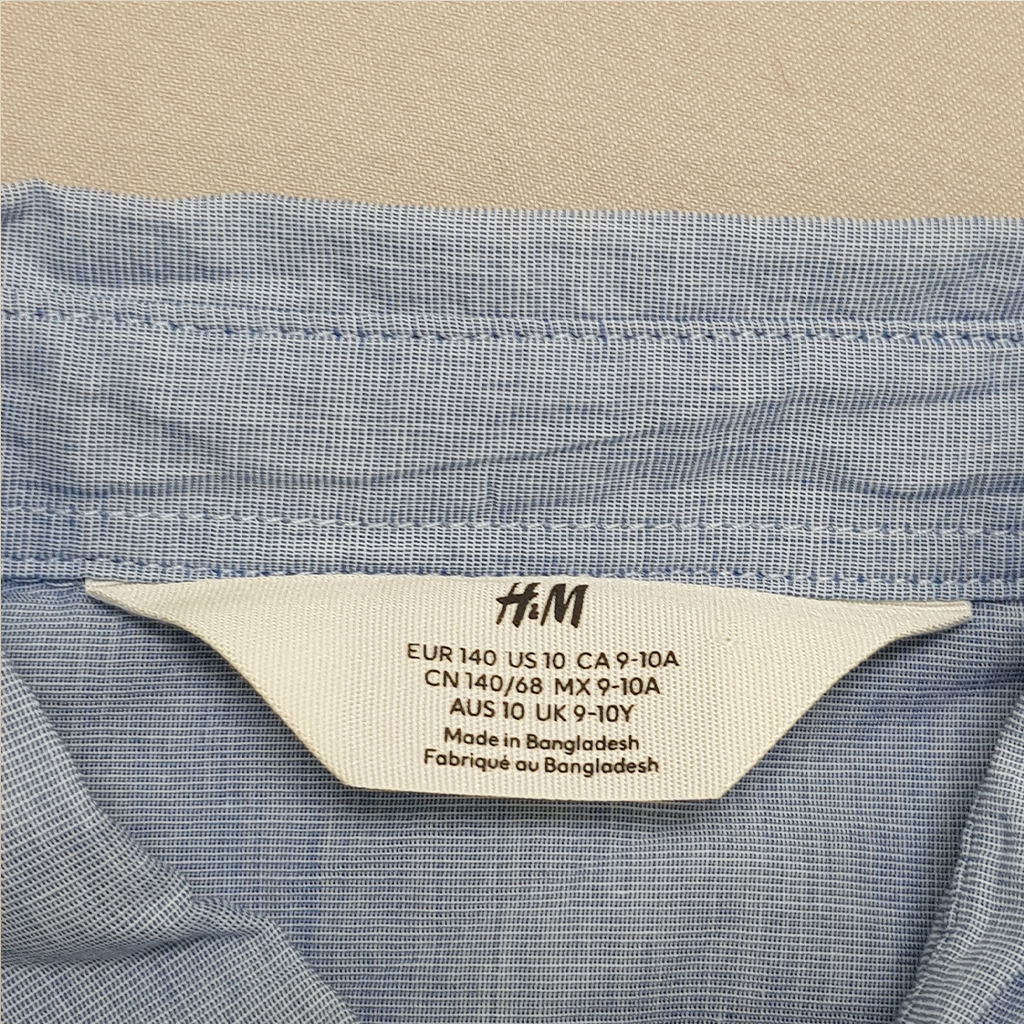 H&M
EUR 140 US 10 CA 9-10A
CN 140/68 MX 9-10A
AUS 10 UK 9-10Y
Made in Bangladesh
Fabriqué au Bangladesh